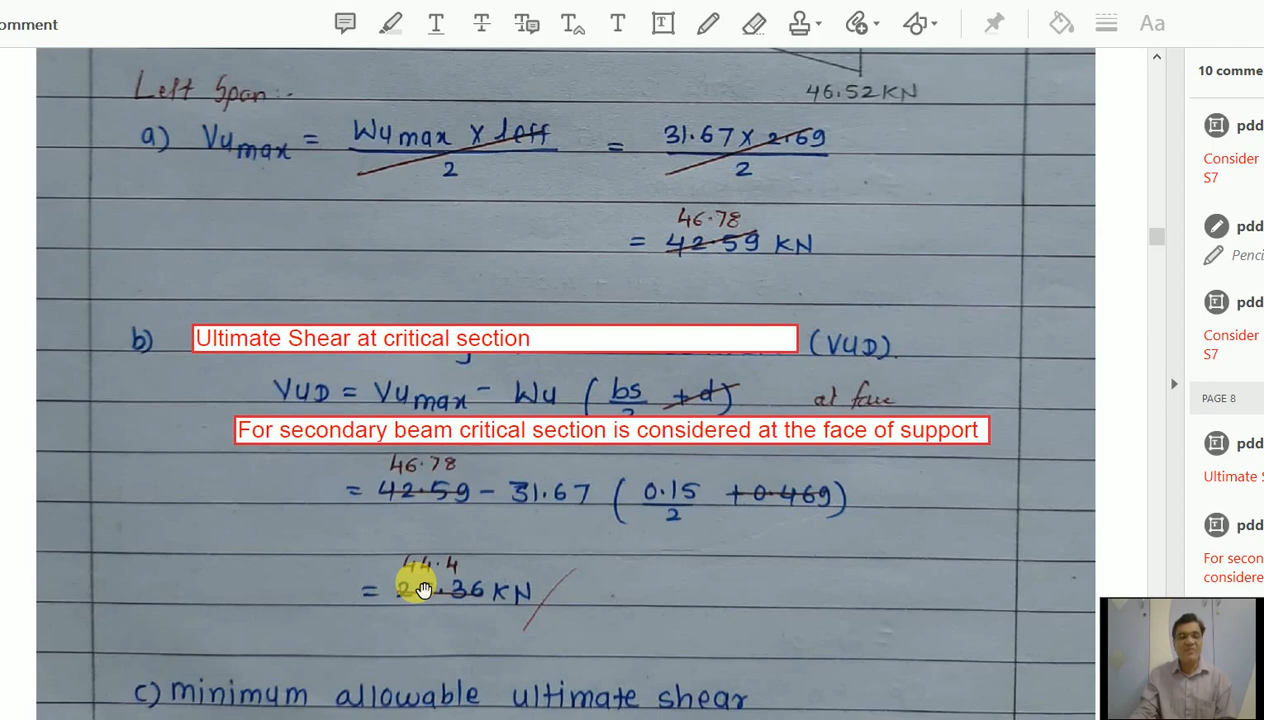 omment
Aa
46.52 KN
10 comme
Left Span :-
a) Vumax = Wumax x leff / 2 = 31.67 x 2.69 / 2
pdd
Consider
S7
46.78
= 42.59 KN
pdd
Penci
pdd
Consider
S7
b) Ultimate Shear at critical section (VUD).
VUD = Vumax - Wu ( bs / 2 + d) at face
PAGE 8
For secondary beam critical section is considered at the face of support
pdd
46.78
= 42.59 - 31.67 ( 0.15 / 2 + 0.469)
Ultimate S
pdd
44.4
= .36 KN
For secon
considere
c) minimum allowable ultimate shear